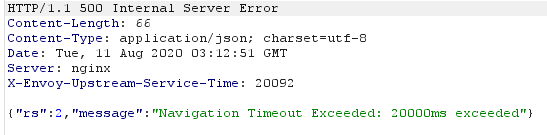 HTTP/1.1 500 Internal Server Error
Content-Length: 66
Content-Type: application/json; charset=utf-8
Date: Tue, 11 Aug 2020 03:12:51 GMT
Server: nginx
X-Envoy-Upstream-Service-Time: 20092
{"rs":2,"message":"Navigation Timeout Exceeded: 20000ms exceeded"}